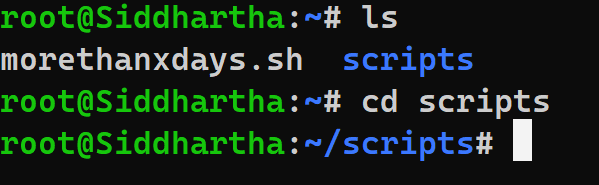 root@Siddhartha:~# ls
morethanxdays.sh  scripts
root@Siddhartha:~# cd scripts
root@Siddhartha:~/scripts#